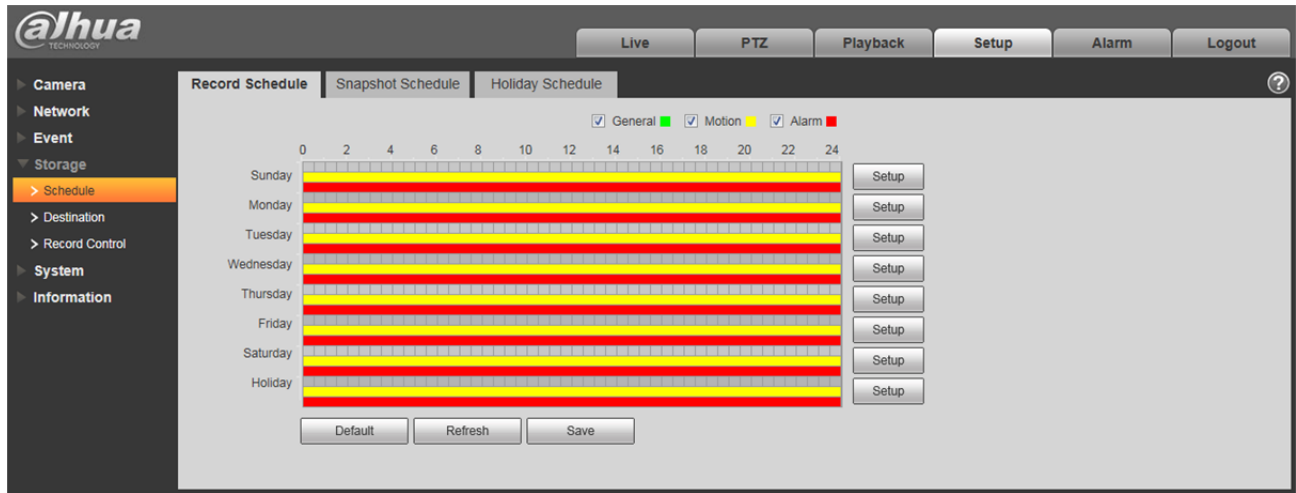 alhua
TECHNOLOGY
Live PTZ Playback Setup Alarm Logout
Camera
Network
Event
Storage
> Schedule
> Destination
> Record Control
System
Information
Record Schedule Snapshot Schedule Holiday Schedule ?
General Motion Alarm
0 2 4 6 8 10 12 14 16 18 20 22 24
Sunday Setup
Monday Setup
Tuesday Setup
Wednesday Setup
Thursday Setup
Friday Setup
Saturday Setup
Holiday Setup
Default Refresh Save